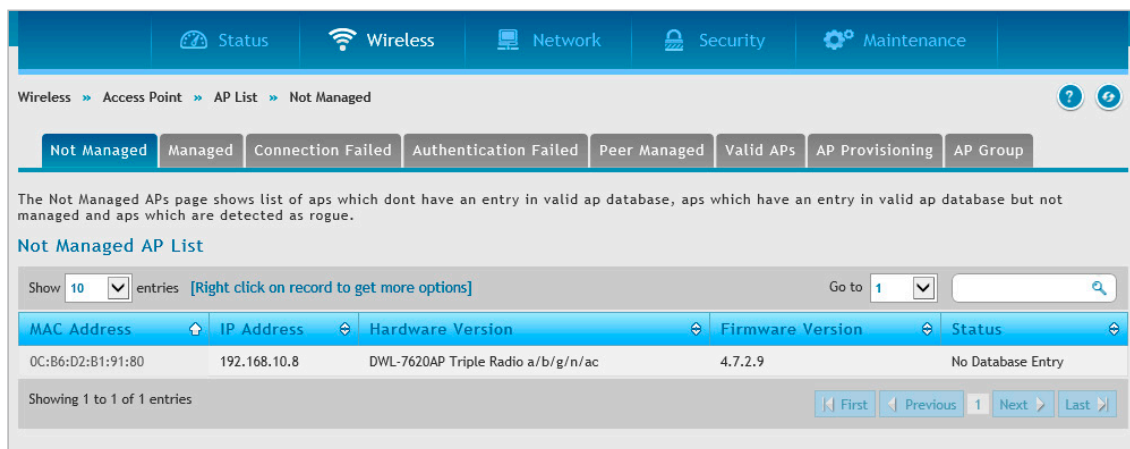 Status Wireless Network Security Maintenance
Wireless » Access Point » AP List » Not Managed
Not Managed Managed Connection Failed Authentication Failed Peer Managed Valid APs AP Provisioning AP Group
The Not Managed APs page shows list of aps which dont have an entry in valid ap database, aps which have an entry in valid ap database but not
managed and aps which are detected as rogue.
Not Managed AP List
Show 10 entries [Right click on record to get more options] Go to 1
MAC Address IP Address Hardware Version Firmware Version Status
0C:B6:D2:B1:91:80 192.168.10.8 DWL-7620AP Triple Radio a/b/g/n/ac 4.7.2.9 No Database Entry
Showing 1 to 1 of 1 entries First Previous 1 Next Last